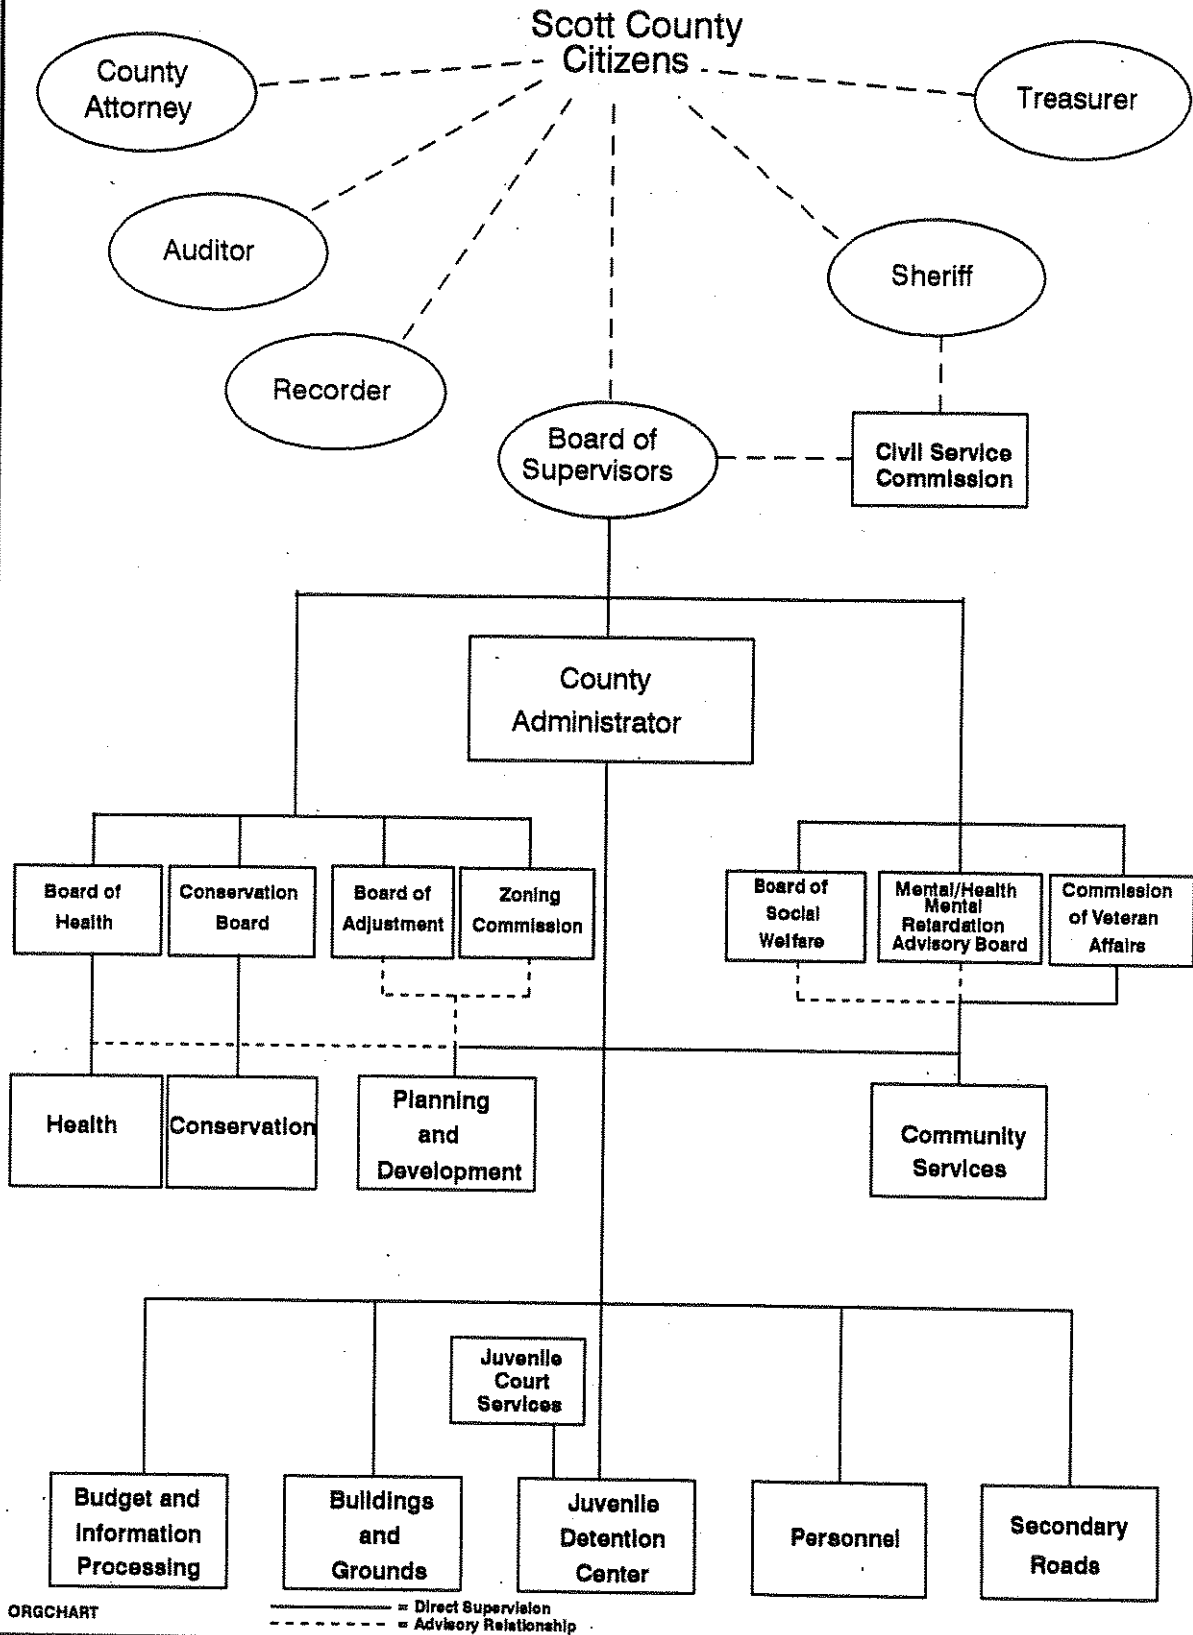 Scott County
Citizens
County
Attorney
Treasurer
Auditor
Sheriff
Recorder
Board of
Supervisors
Civil Service
Commission
County
Administrator
Board of
Health
Conservation
Board
Board of
Adjustment
Zoning
Commission
Board of
Social
Welfare
Mental/Health
Mental
Retardation
Advisory Board
Commission
of Veteran
Affairs
Health
Conservation
Planning
and
Development
Community
Services
Juvenile
Court
Services
Budget and
Information
Processing
Buildings
and
Grounds
Juvenile
Detention
Center
Personnel
Secondary
Roads
ORGCHART
= Direct Supervision
= Advisory Relationship